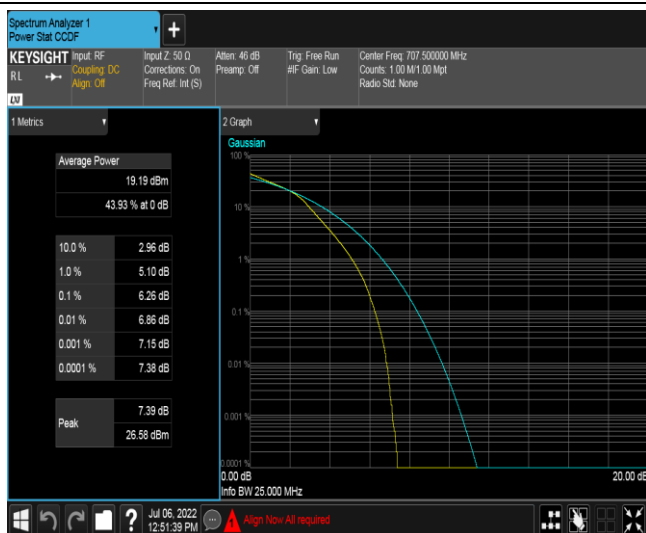 Spectrum Analyzer 1
Power Stat CCDF
+
KEYSIGHT
RL
LXI
Input: RF
Coupling: DC
Align: Off
Input Z: 50 Ω
Corrections: On
Freq Ref: Int (S)
Atten: 46 dB
Preamp: Off
Trig: Free Run
#IF Gain: Low
Center Freq: 707.500000 MHz
Counts: 1.00 M/1.00 Mpt
Radio Std: None
1 Metrics
Average Power
19.19 dBm
43.93 % at 0 dB
10.0 % 2.96 dB
1.0 % 5.10 dB
0.1 % 6.26 dB
0.01 % 6.86 dB
0.001 % 7.15 dB
0.0001 % 7.38 dB
Peak
7.39 dB
26.58 dBm
2 Graph
Gaussian
100 %
10 %
1 %
0.1 %
0.01 %
0.001 %
0.0001 %
0.00 dB 20.00 dB
Info BW 25.000 MHz
?
Jul 06, 2022
12:51:39 PM
1
Align Now All required